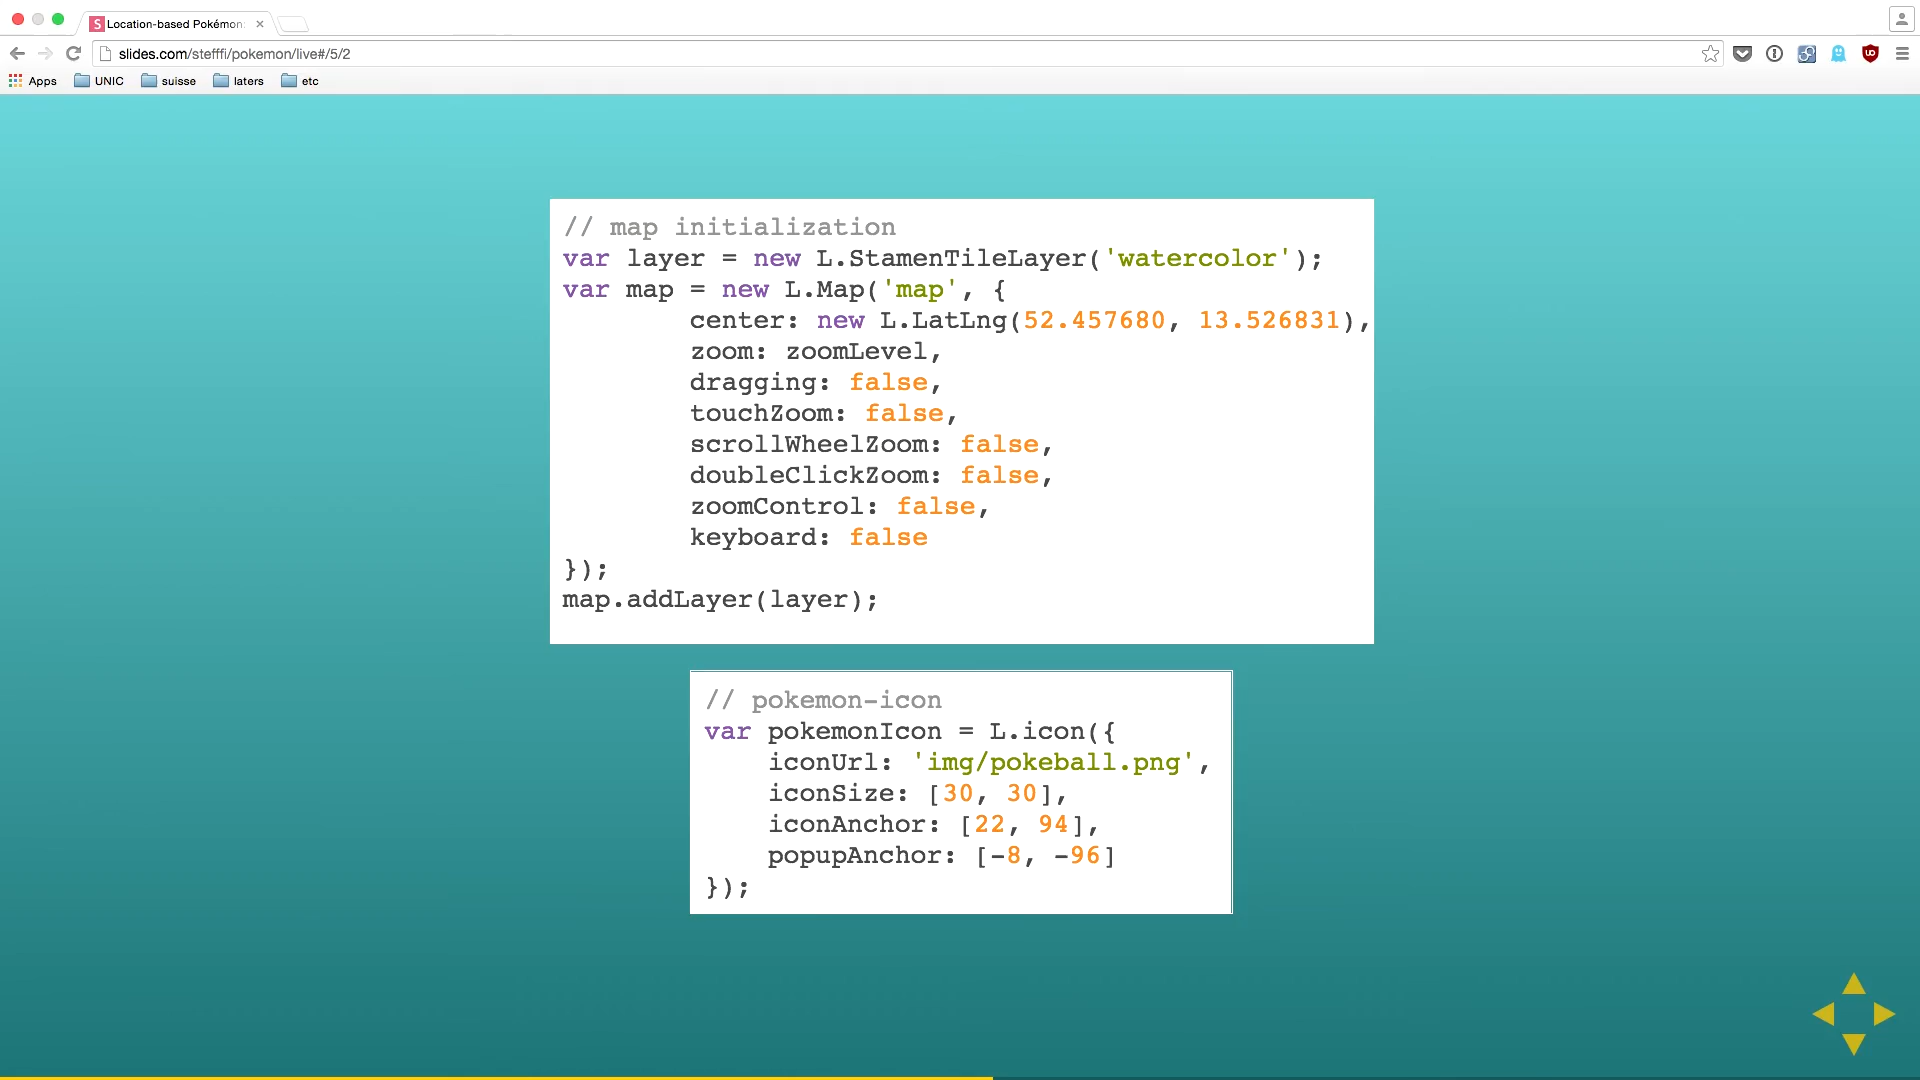 Location-based Pokémon
slides.com/stefffi/pokemon/live#/5/2
Apps UNIC suisse laters etc
// map initialization
var layer = new L.StamenTileLayer('watercolor');
var map = new L.Map('map', {
        center: new L.LatLng(52.457680, 13.526831),
        zoom: zoomLevel,
        dragging: false,
        touchZoom: false,
        scrollWheelZoom: false,
        doubleClickZoom: false,
        zoomControl: false,
        keyboard: false
});
map.addLayer(layer);
// pokemon-icon
var pokemonIcon = L.icon({
    iconUrl: 'img/pokeball.png',
    iconSize: [30, 30],
    iconAnchor: [22, 94],
    popupAnchor: [-8, -96]
});